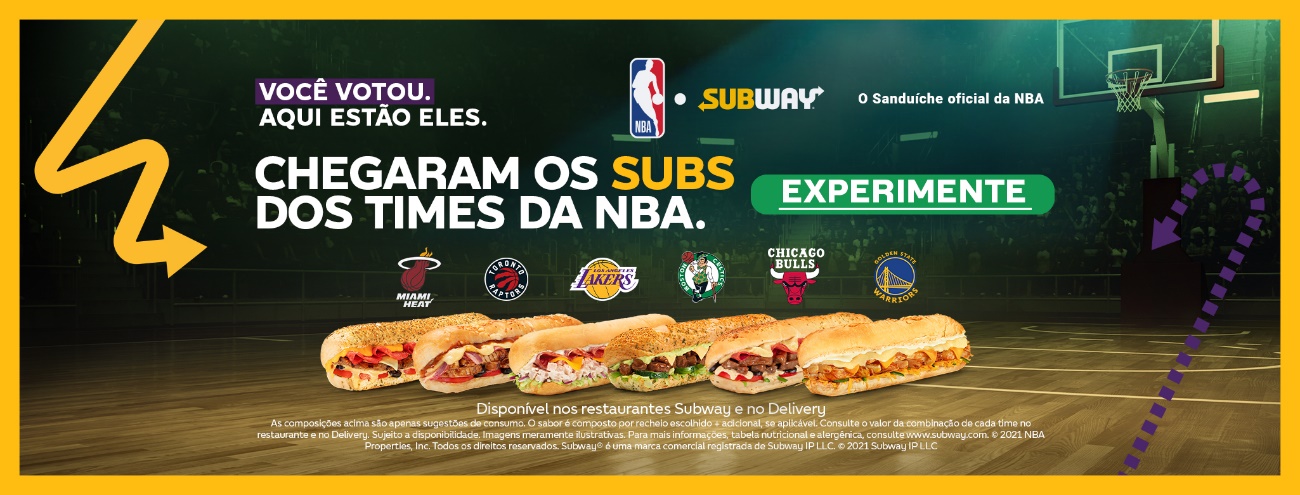 VOCÊ VOTOU.
AQUI ESTÃO ELES.
NBA
SUBWAY
O Sanduíche oficial da NBA
CHEGARAM OS SUBS
DOS TIMES DA NBA.
EXPERIMENTE
MIAMI
HEAT
TORONTO
RAPTORS
LOS ANGELES
LAKERS
BOSTON
CELTICS
CHICAGO
BULLS
GOLDEN STATE
WARRIORS
Disponível nos restaurantes Subway e no Delivery
As composições acima são apenas sugestões de consumo. O sabor é composto por recheio escolhido + adicional, se aplicável. Consulte o valor da combinação de cada time no
restaurante e no Delivery. Sujeito a disponibilidade. Imagens meramente ilustrativas. Para mais informações, tabela nutricional e alergênica, consulte www.subway.com. © 2021 NBA
Properties, Inc. Todos os direitos reservados. Subway® é uma marca comercial registrada de Subway IP LLC. © 2021 Subway IP LLC